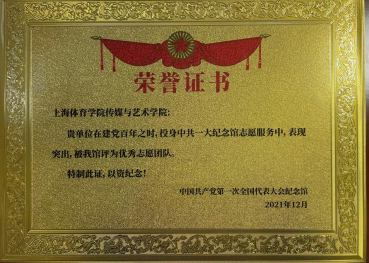 荣誉证书
上海体育学院传媒与艺术学院:
贵单位在建党百年之时,投身中共一大纪念馆志愿服务中,表现
突出,被我馆评为优秀志愿团队。
特制此证,以资纪念!
中国共产党第一次全国代表大会纪念馆
2021年12月